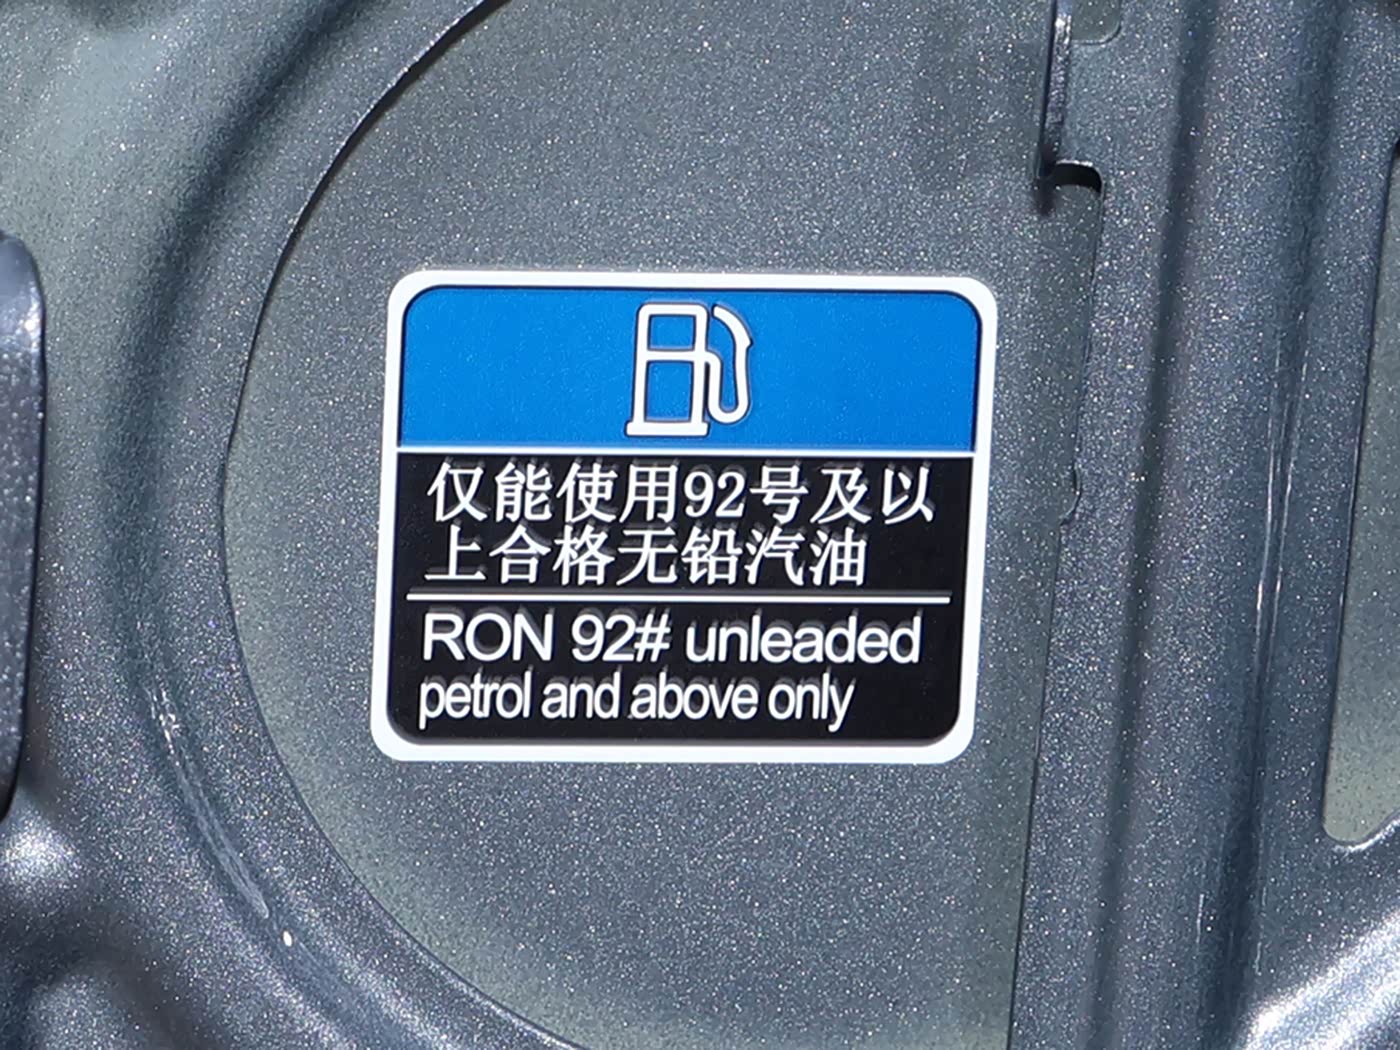 仅能使用92号及以
上合格无铅汽油
RON 92# unleaded
petrol and above only